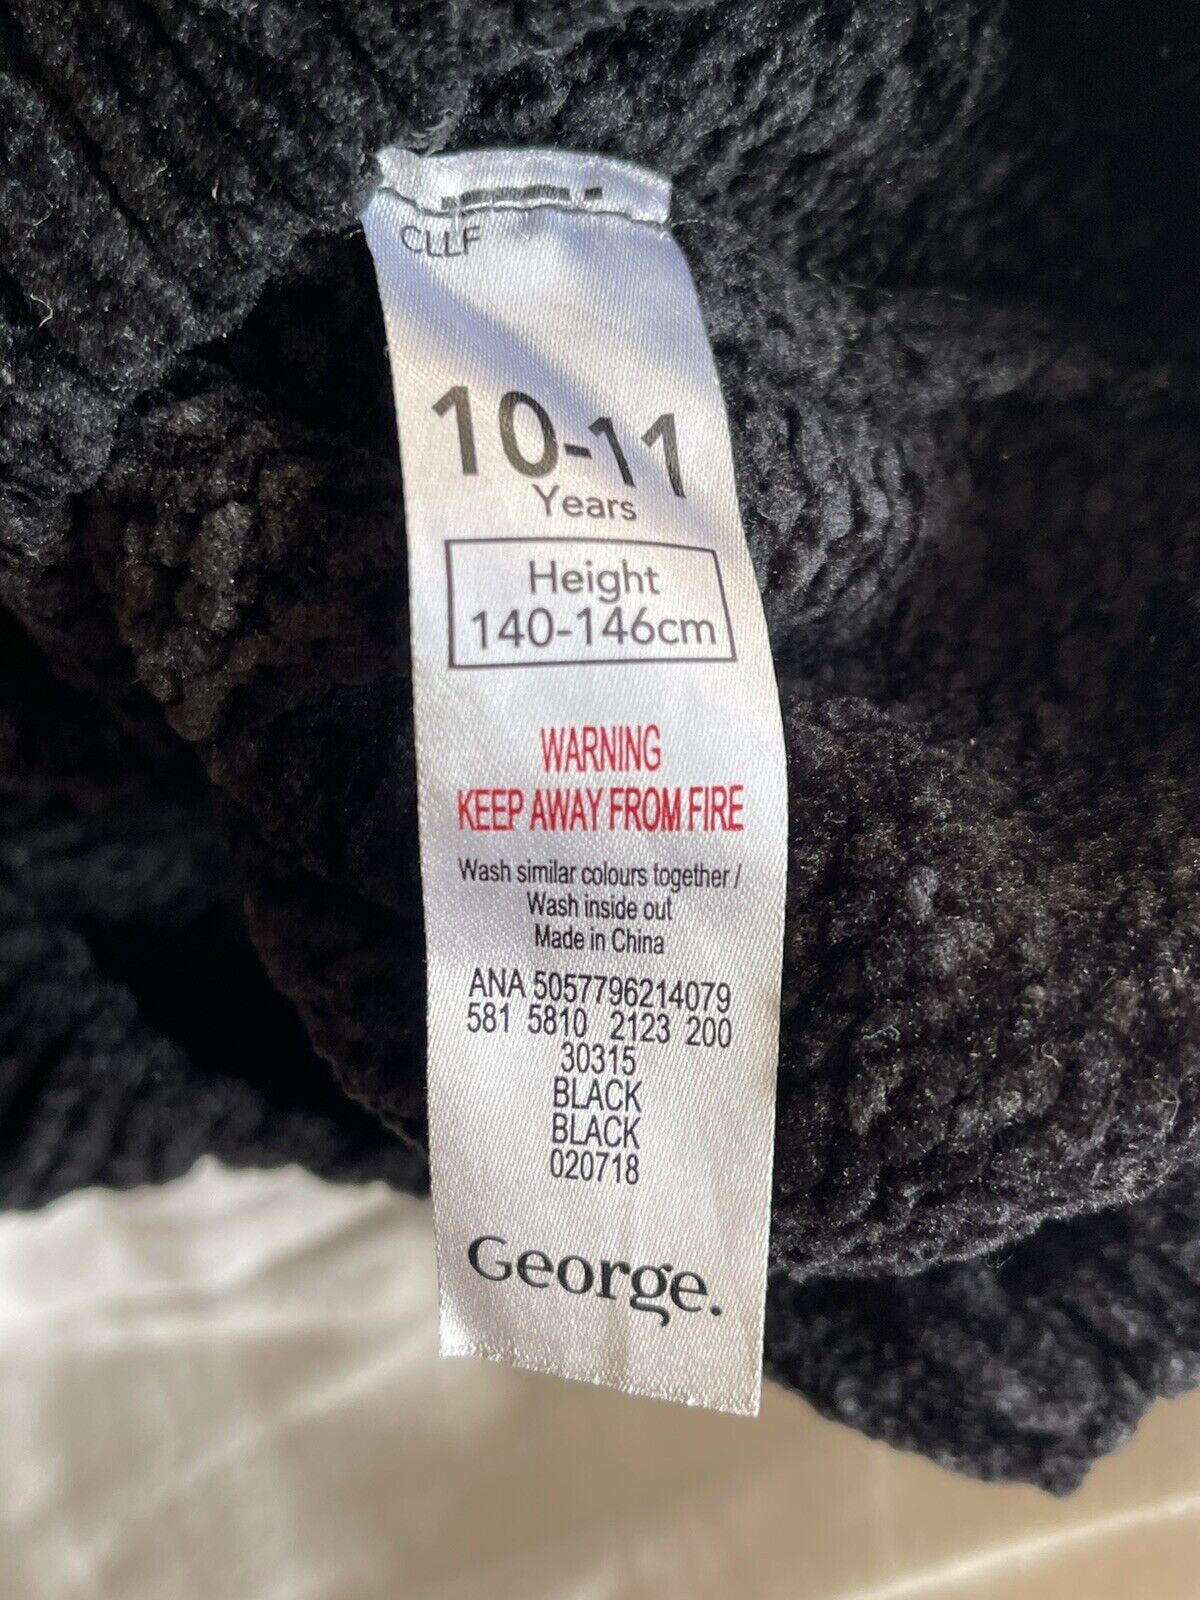 CLLF
10-11
Years
Height
140-146cm
WARNING
KEEP AWAY FROM FIRE
Wash similar colours together /
Wash inside out
Made in China
ANA 5057796214079
581 5810 2123 200
30315
BLACK
BLACK
020718
George.